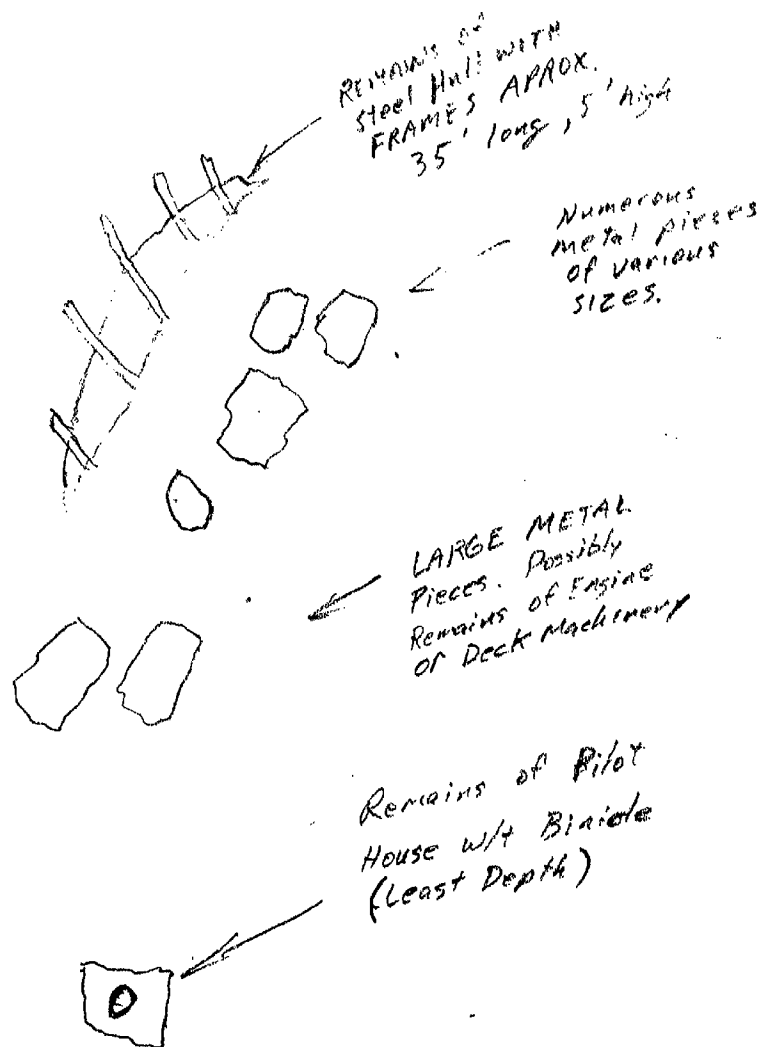 REMAINS of
Steel Hull WITH
FRAMES APROX.
35' long, 5' high
Numerous
metal pieces
of various
SIZES.
LARGE METAL
Pieces. Possibly
Remains of Engine
or Deck Machinery
Remains of Pilot
House w/t Binicle
(Least Depth)